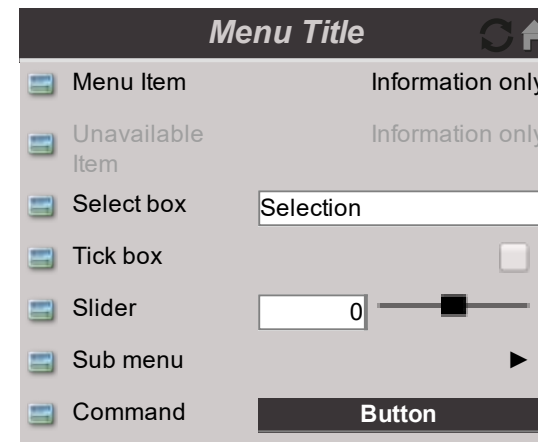 Menu Title
Menu Item Information only
Unavailable Information only
Item
Select box Selection
Tick box
Slider 0
Sub menu
Command Button